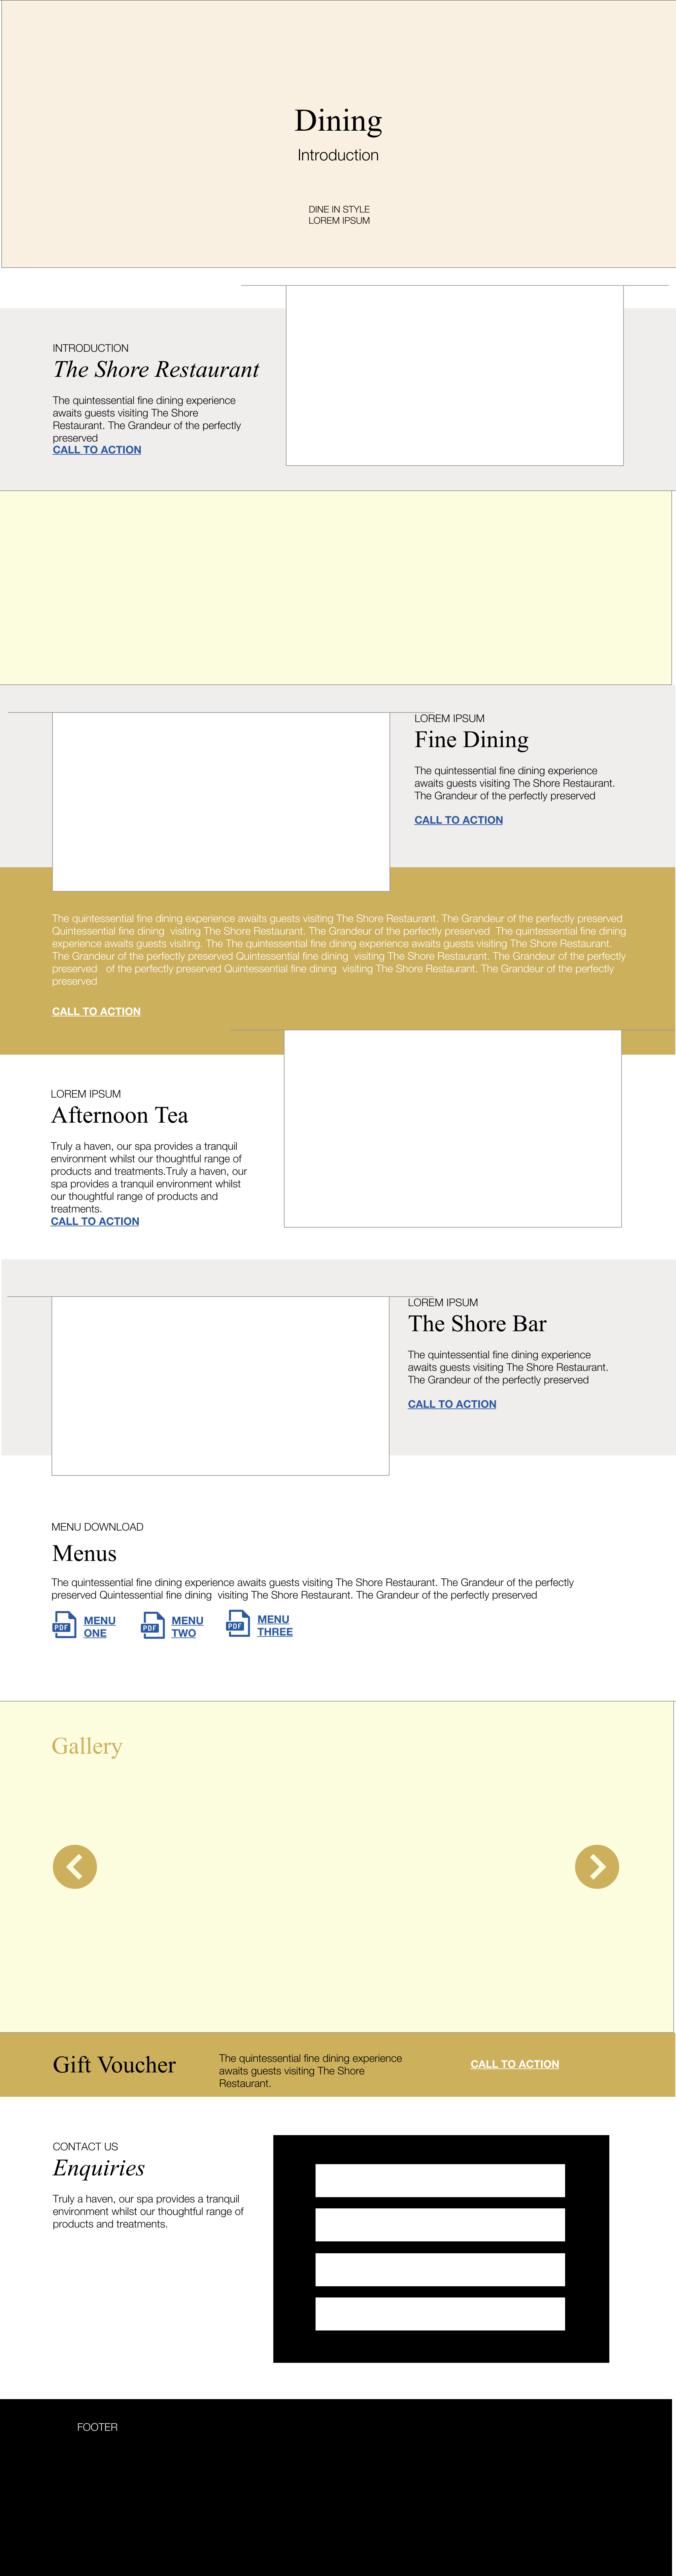 Dining
Introduction
DINE IN STYLE
LOREM IPSUM
INTRODUCTION
The Shore Restaurant
The quintessential fine dining experience
awaits guests visiting The Shore
Restaurant. The Grandeur of the perfectly
preserved
CALL TO ACTION
LOREM IPSUM
Fine Dining
The quintessential fine dining experience
awaits guests visiting The Shore Restaurant.
The Grandeur of the perfectly preserved
CALL TO ACTION
The quintessential fine dining experience awaits guests visiting The Shore Restaurant. The Grandeur of the perfectly preserved
Quintessential fine dining  visiting The Shore Restaurant. The Grandeur of the perfectly preserved  The quintessential fine dining
experience awaits guests visiting. The The quintessential fine dining experience awaits guests visiting The Shore Restaurant.
The Grandeur of the perfectly preserved Quintessential fine dining  visiting The Shore Restaurant. The Grandeur of the perfectly
preserved   of the perfectly preserved Quintessential fine dining  visiting The Shore Restaurant. The Grandeur of the perfectly
preserved
CALL TO ACTION
LOREM IPSUM
Afternoon Tea
Truly a haven, our spa provides a tranquil
environment whilst our thoughtful range of
products and treatments.Truly a haven, our
spa provides a tranquil environment whilst
our thoughtful range of products and
treatments.
CALL TO ACTION
LOREM IPSUM
The Shore Bar
The quintessential fine dining experience
awaits guests visiting The Shore Restaurant.
The Grandeur of the perfectly preserved
CALL TO ACTION
MENU DOWNLOAD
Menus
The quintessential fine dining experience awaits guests visiting The Shore Restaurant. The Grandeur of the perfectly
preserved Quintessential fine dining  visiting The Shore Restaurant. The Grandeur of the perfectly preserved
PDF
MENU
ONE
PDF
MENU
TWO
PDF
MENU
THREE
Gallery
Gift Voucher
The quintessential fine dining experience
awaits guests visiting The Shore
Restaurant.
CALL TO ACTION
CONTACT US
Enquiries
Truly a haven, our spa provides a tranquil
environment whilst our thoughtful range of
products and treatments.
FOOTER